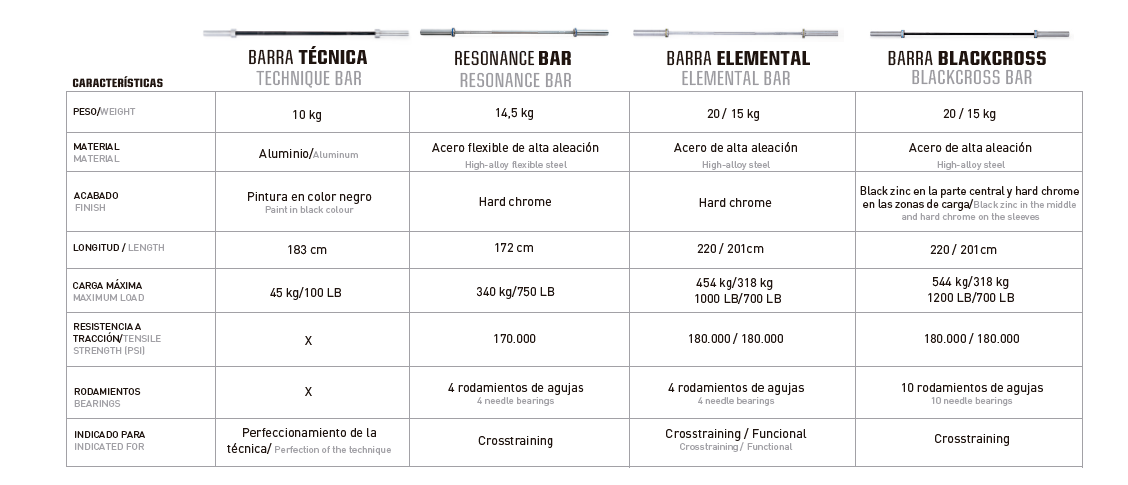 BARRA TÉCNICA
TECHNIQUE BAR
RESONANCE BAR
RESONANCE BAR
BARRA ELEMENTAL
ELEMENTAL BAR
BARRA BLACKCROSS
BLACKCROSS BAR
CARACTERÍSTICAS
PESO/WEIGHT
10 kg
14,5 kg
20 / 15 kg
20 / 15 kg
MATERIAL
MATERIAL
Aluminio/Aluminum
Acero flexible de alta aleación
High-alloy flexible steel
Acero de alta aleación
High-alloy steel
Acero de alta aleación
High-alloy steel
ACABADO
FINISH
Pintura en color negro
Paint in black colour
Hard chrome
Hard chrome
Black zinc en la parte central y hard chrome
en las zonas de carga/Black zinc in the middle
and hard chrome on the sleeves
LONGITUD / LENGTH
183 cm
172 cm
220 / 201cm
220 / 201cm
CARGA MÁXIMA
MAXIMUM LOAD
45 kg/100 LB
340 kg/750 LB
454 kg/318 kg
1000 LB/700 LB
544 kg/318 kg
1200 LB/700 LB
RESISTENCIA A
TRACCIÓN/TENSILE
STRENGTH (PSI)
X
170.000
180.000 / 180.000
180.000 / 180.000
RODAMIENTOS
BEARINGS
X
4 rodamientos de agujas
4 needle bearings
4 rodamientos de agujas
4 needle bearings
10 rodamientos de agujas
10 needle bearings
INDICADO PARA
INDICATED FOR
Perfeccionamiento de la
técnica/ Perfection of the technique
Crosstraining
Crosstraining / Funcional
Crosstraining / Functional
Crosstraining